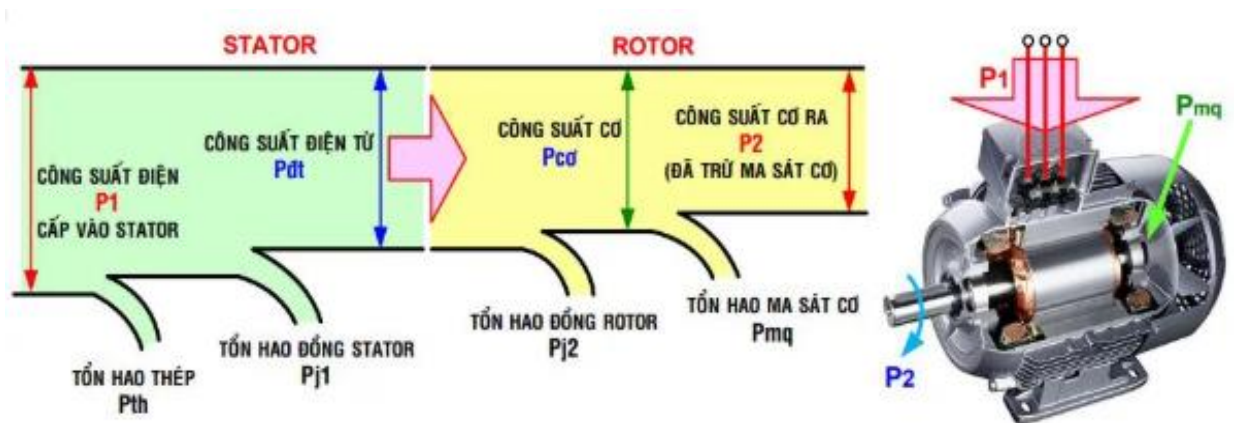 STATOR
ROTOR
CÔNG SUẤT ĐIỆN
P1
CẤP VÀO STATOR
CÔNG SUẤT ĐIỆN TỪ
Pđt
CÔNG SUẤT CƠ
Pcơ
CÔNG SUẤT CƠ RA
P2
(ĐÃ TRỪ MA SÁT CƠ)
TỔN HAO THÉP
Pth
TỔN HAO ĐỒNG STATOR
Pj1
TỔN HAO ĐỒNG ROTOR
Pj2
TỔN HAO MA SÁT CƠ
Pmq
P1
Pmq
P2